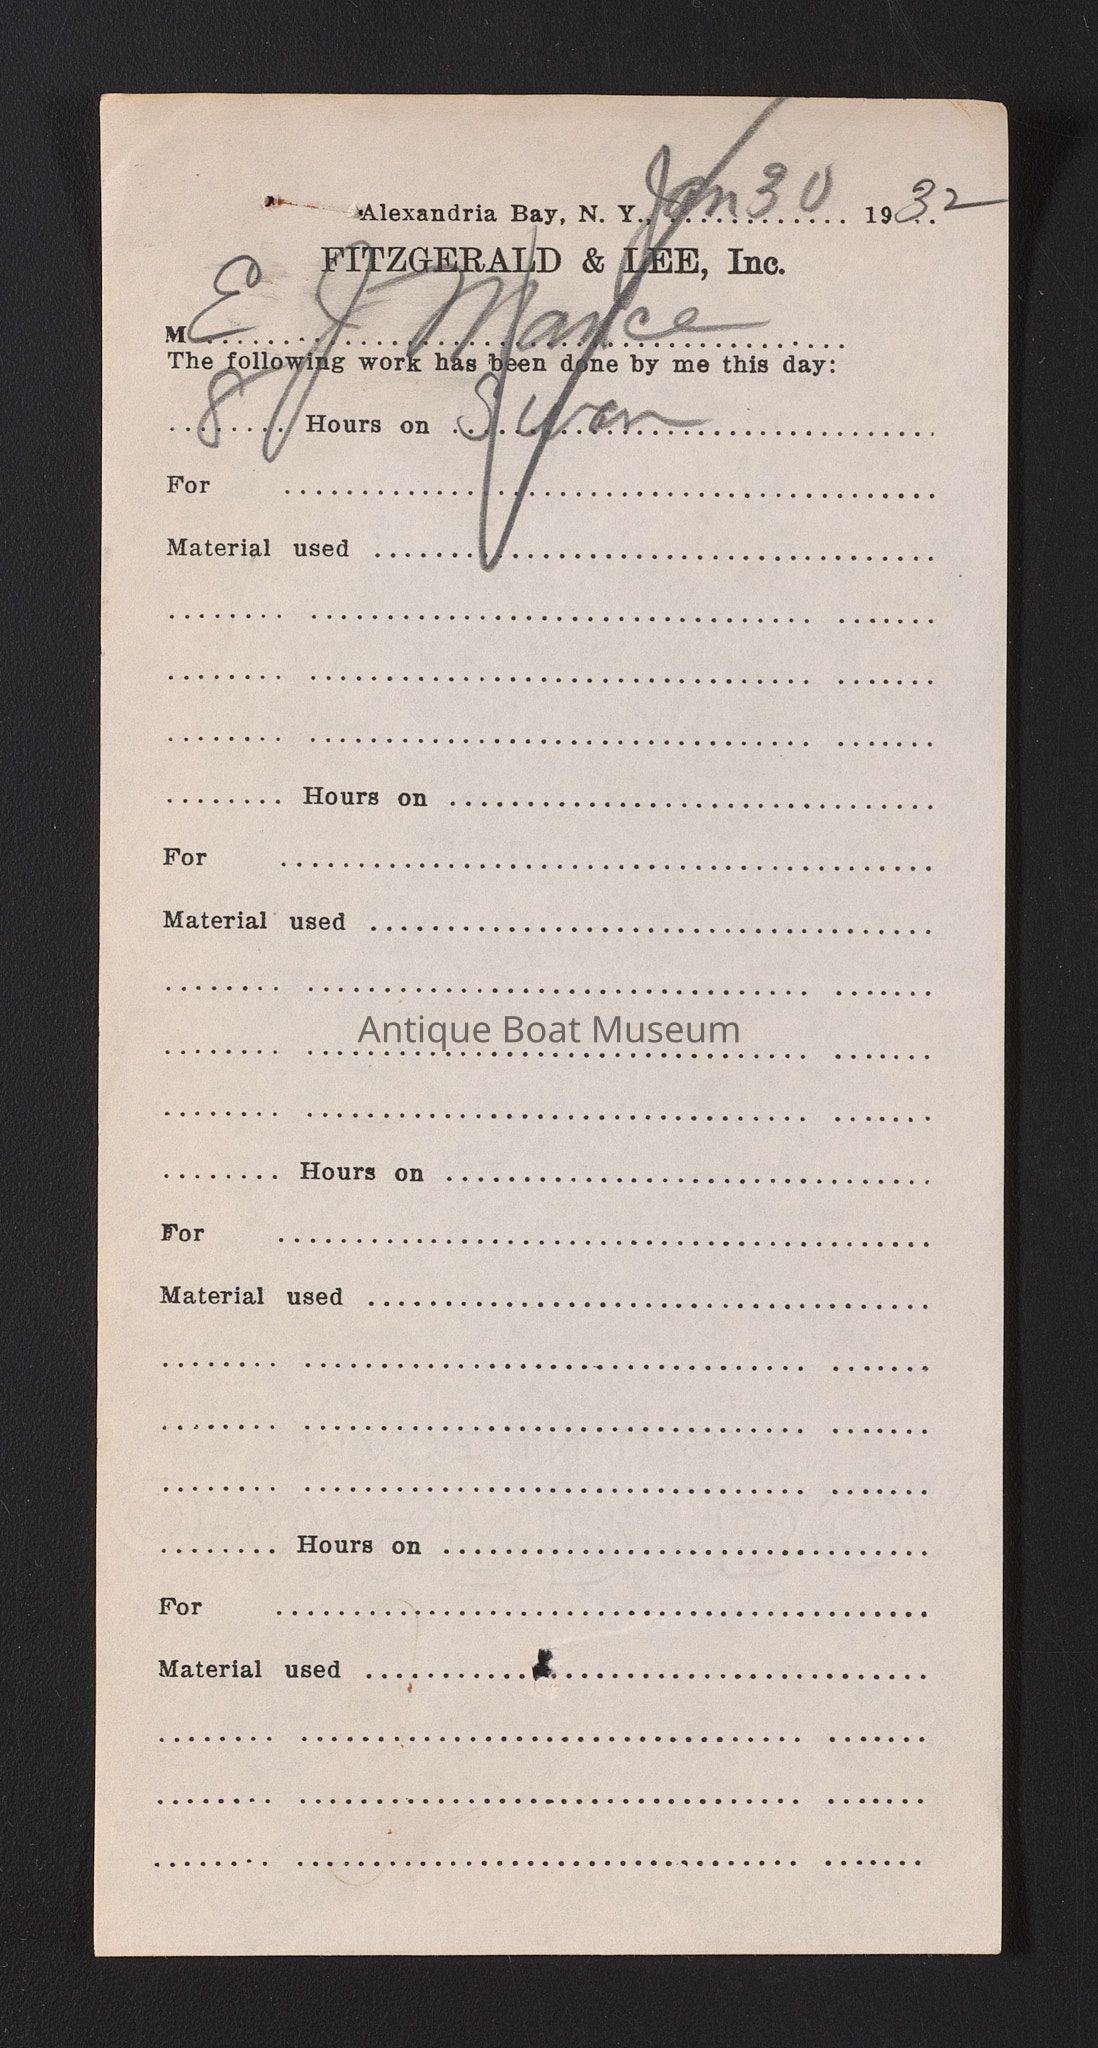 Alexandria Bay, N. Y., Jan 30 1932
FITZGERALD & LEE, Inc.
M E J Marce
The following work has been done by me this day:
8 Hours on Swan
For
Material used
Hours on
For
Material used
Antique Boat Museum
Hours on
For
Material used
Hours on
For
Material used